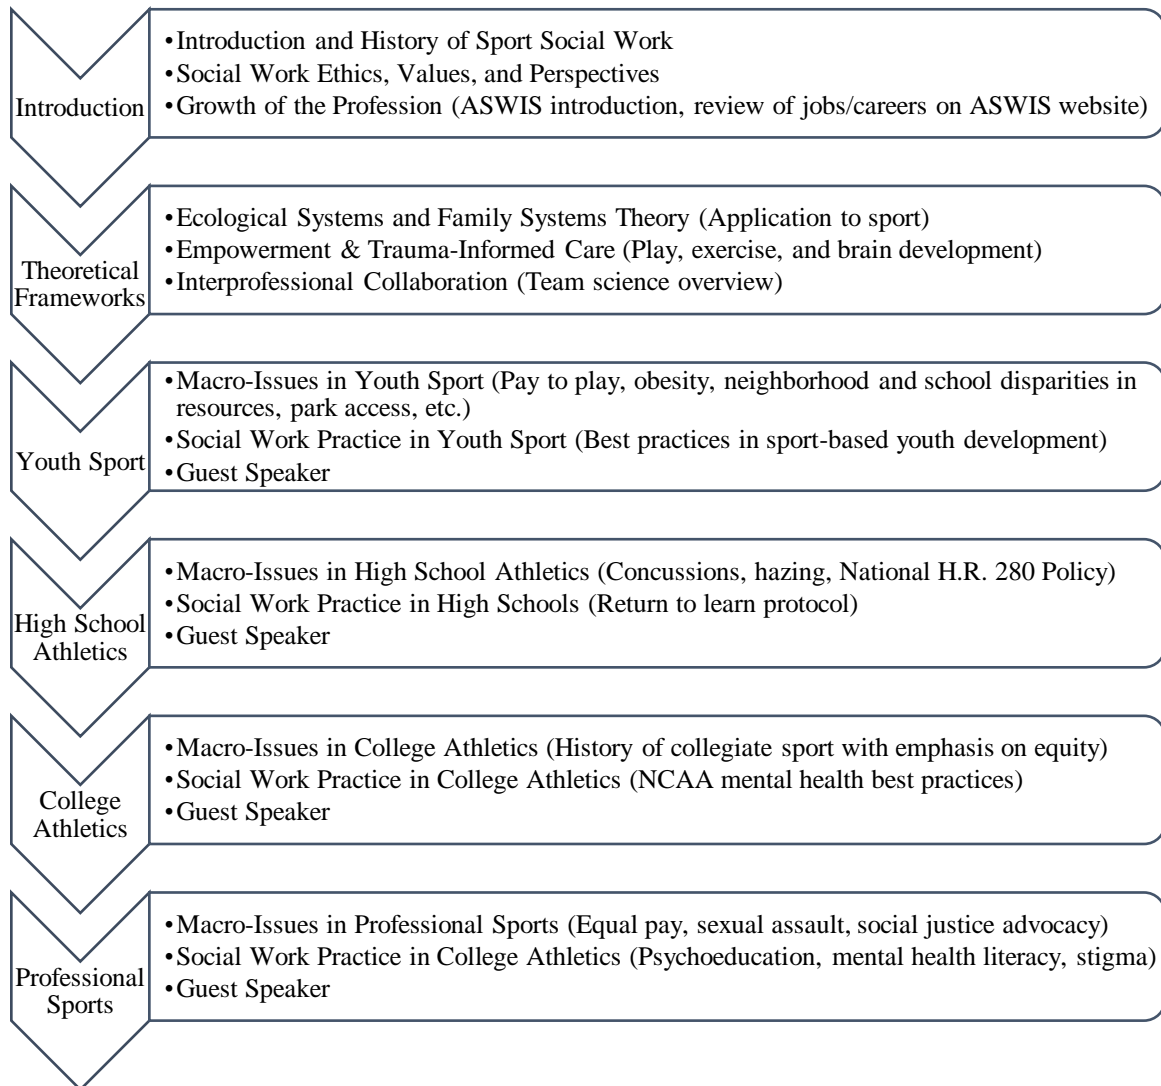 Introduction
•Introduction and History of Sport Social Work
•Social Work Ethics, Values, and Perspectives
•Growth of the Profession (ASWIS introduction, review of jobs/careers on ASWIS website)
Theoretical
Frameworks
•Ecological Systems and Family Systems Theory (Application to sport)
•Empowerment & Trauma-Informed Care (Play, exercise, and brain development)
•Interprofessional Collaboration (Team science overview)
Youth Sport
•Macro-Issues in Youth Sport (Pay to play, obesity, neighborhood and school disparities in
resources, park access, etc.)
•Social Work Practice in Youth Sport (Best practices in sport-based youth development)
•Guest Speaker
High School
Athletics
•Macro-Issues in High School Athletics (Concussions, hazing, National H.R. 280 Policy)
•Social Work Practice in High Schools (Return to learn protocol)
•Guest Speaker
College
Athletics
•Macro-Issues in College Athletics (History of collegiate sport with emphasis on equity)
•Social Work Practice in College Athletics (NCAA mental health best practices)
•Guest Speaker
Professional
Sports
•Macro-Issues in Professional Sports (Equal pay, sexual assault, social justice advocacy)
•Social Work Practice in College Athletics (Psychoeducation, mental health literacy, stigma)
•Guest Speaker